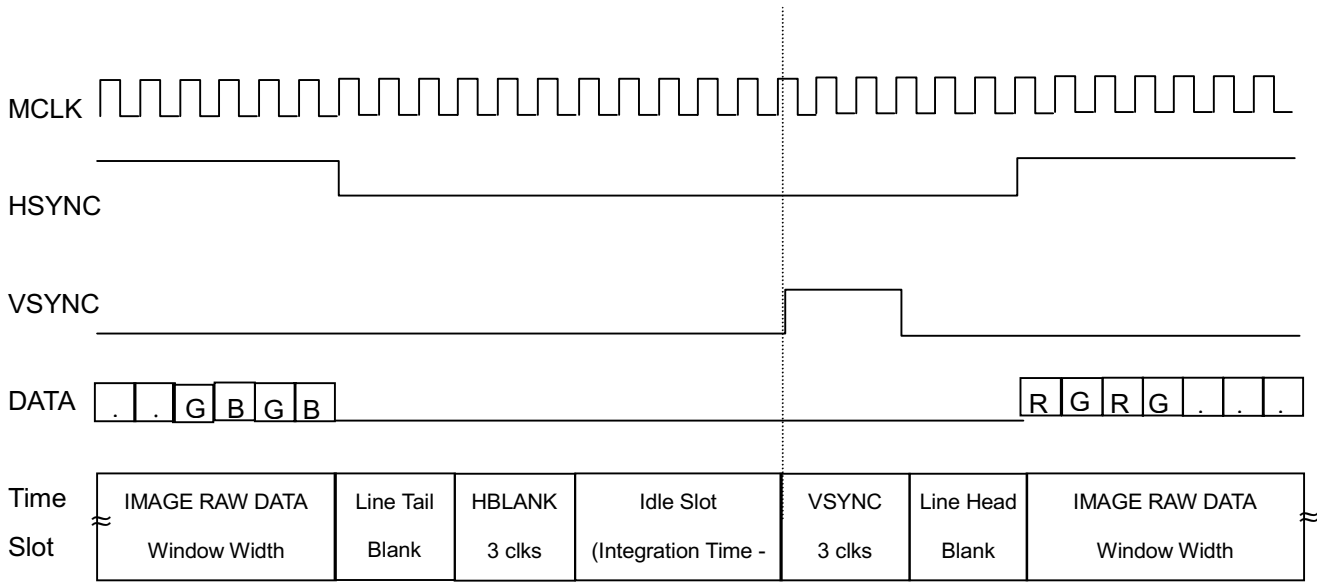 MCLK
HSYNC
VSYNC
DATA . . G B G B R G R G . . .
Time IMAGE RAW DATA Line Tail HBLANK Idle Slot VSYNC Line Head IMAGE RAW DATA
Slot Window Width Blank 3 clks (Integration Time - 3 clks Blank Window Width